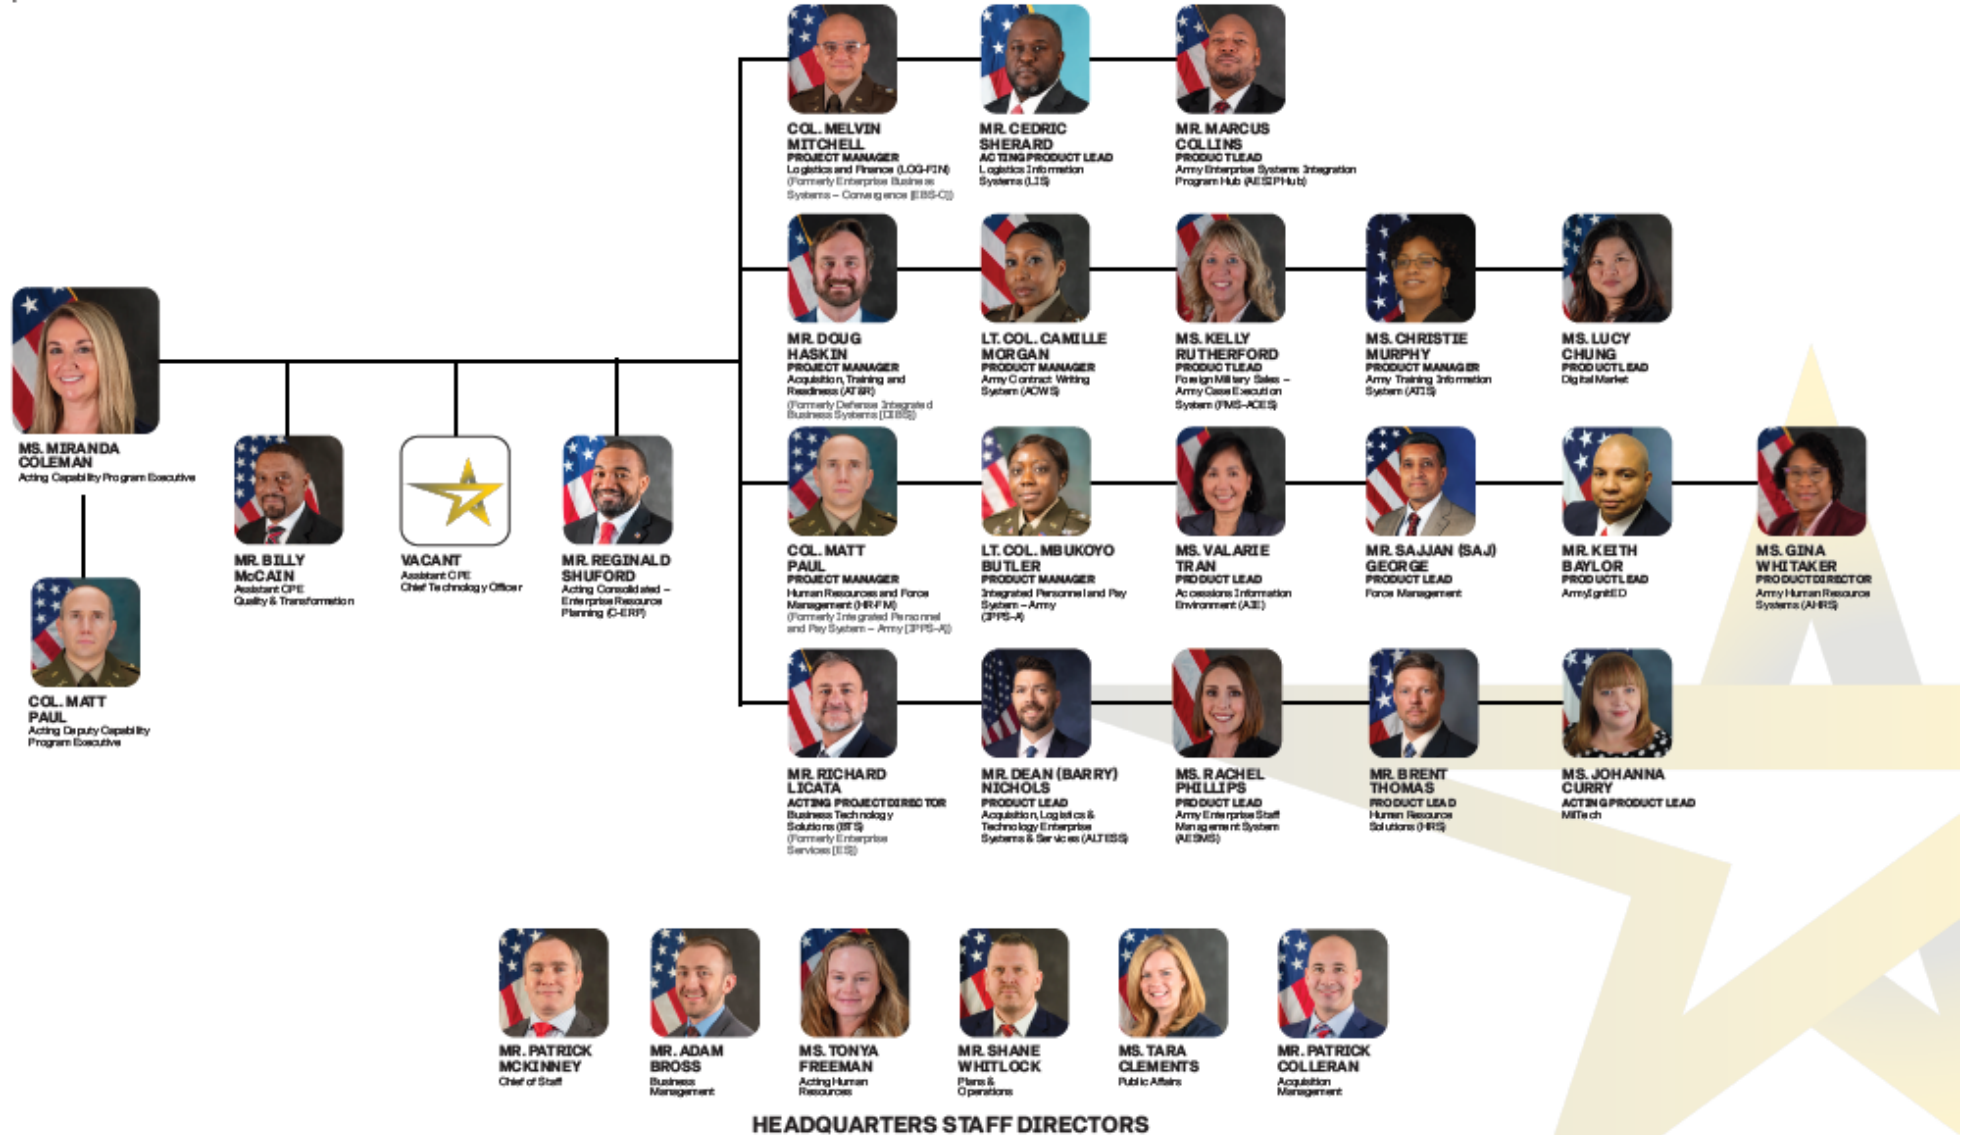 COL. MELVIN
MITCHELL
PROJECT MANAGER
Logistics and Finance (LOG-FIN)
(Formerly Enterprise Business
Systems – Convergence [EBS-C])
MR. CEDRIC
SHERARD
ACTING PRODUCT LEAD
Logistics Information
Systems (LIS)
MR. MARCUS
COLLINS
PRODUCT LEAD
Army Enterprise Systems Integration
Program Hub (AESIP Hub)
MR. DOUG
HASKIN
PROJECT MANAGER
Acquisition, Training and
Readiness (AT&R)
(Formerly Defense Integrated
Business Systems [DIBS])
LT. COL. CAMILLE
MORGAN
PRODUCT MANAGER
Army Contract Writing
System (ACWS)
MS. KELLY
RUTHERFORD
PRODUCT LEAD
Foreign Military Sales –
Army Case Execution
System (FMS-ACES)
MS. CHRISTIE
MURPHY
PRODUCT MANAGER
Army Training Information
System (ATIS)
MS. LUCY
CHUNG
PRODUCT LEAD
Digital Market
MS. MIRANDA
COLEMAN
Acting Capability Program Executive
COL. MATT
PAUL
Acting Deputy Capability
Program Executive
MR. BILLY
McCAIN
Assistant CPE
Quality & Transformation
VACANT
Assistant CPE
Chief Technology Officer
MR. REGINALD
SHUFORD
Acting Consolidated –
Enterprise Resource
Planning (C-ERP)
COL. MATT
PAUL
PROJECT MANAGER
Human Resources and Force
Management (HR-FM)
(Formerly Integrated Personnel
and Pay System – Army [IPPS-A])
LT. COL. MBUKOYO
BUTLER
PRODUCT MANAGER
Integrated Personnel and Pay
System – Army
(IPPS-A)
MS. VALARIE
TRAN
PRODUCT LEAD
Accessions Information
Environment (AIE)
MR. SAJJAN (SAJ)
GEORGE
PRODUCT LEAD
Force Management
MR. KEITH
BAYLOR
PRODUCT LEAD
ArmyIgnitED
MS. GINA
WHITAKER
PRODUCT DIRECTOR
Army Human Resource
Systems (AHRS)
MR. RICHARD
LICATA
ACTING PROJECT DIRECTOR
Business Technology
Solutions (BTS)
(Formerly Enterprise
Services [ES])
MR. DEAN (BARRY)
NICHOLS
PRODUCT LEAD
Acquisition, Logistics &
Technology Enterprise
Systems & Services (ALTESS)
MS. RACHEL
PHILLIPS
PRODUCT LEAD
Army Enterprise Staff
Management System
(AESMS)
MR. BRENT
THOMAS
PRODUCT LEAD
Human Resource
Solutions (HRS)
MS. JOHANNA
CURRY
ACTING PRODUCT LEAD
MilTech
MR. PATRICK
MCKINNEY
Chief of Staff
MR. ADAM
BROSS
Business
Management
MS. TONYA
FREEMAN
Acting Human
Resources
MR. SHANE
WHITLOCK
Plans &
Operations
MS. TARA
CLEMENTS
Public Affairs
MR. PATRICK
COLLERAN
Acquisition
Management
HEADQUARTERS STAFF DIRECTORS